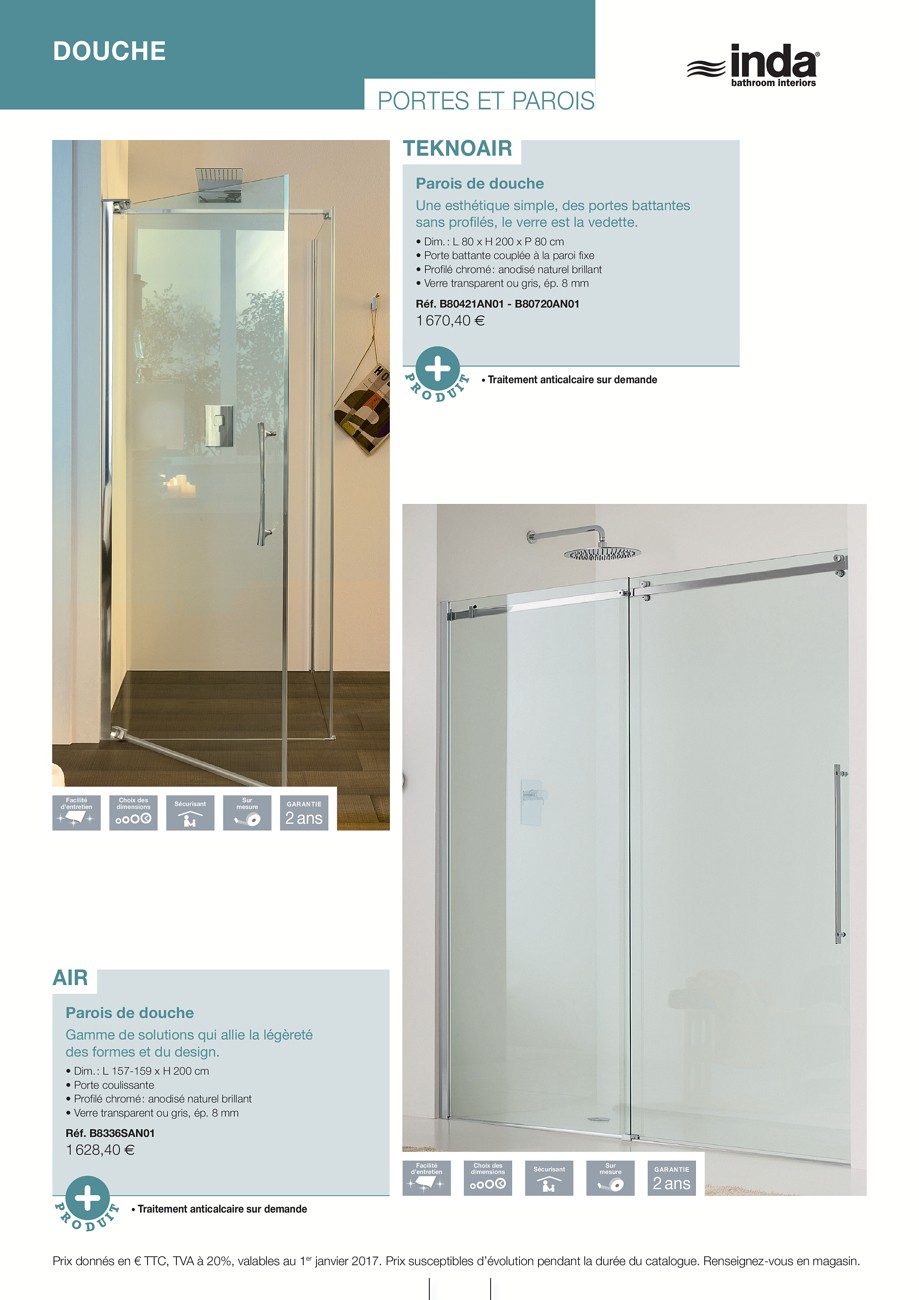 DOUCHE
inda®
bathroom interiors
PORTES ET PAROIS
TEKNOAIR
Parois de douche
Une esthétique simple, des portes battantes
sans profilés, le verre est la vedette.
• Dim. : L 80 x H 200 x P 80 cm
• Porte battante couplée à la paroi fixe
• Profilé chromé : anodisé naturel brillant
• Verre transparent ou gris, ép. 8 mm
Réf. B80421AN01 - B80720AN01
1 670,40 €
PRODUIT
• Traitement anticalcaire sur demande
Facilité
d'entretien
Choix des
dimensions
Sécurisant
Sur
mesure
GARANTIE
2 ans
AIR
Parois de douche
Gamme de solutions qui allie la légèreté
des formes et du design.
• Dim. : L 157-159 x H 200 cm
• Porte coulissante
• Profilé chromé : anodisé naturel brillant
• Verre transparent ou gris, ép. 8 mm
Réf. B8336SAN01
1 628,40 €
PRODUIT
• Traitement anticalcaire sur demande
Facilité
d'entretien
Choix des
dimensions
Sécurisant
Sur
mesure
GARANTIE
2 ans
Prix donnés en € TTC, TVA à 20%, valables au 1er janvier 2017. Prix susceptibles d'évolution pendant la durée du catalogue. Renseignez-vous en magasin.